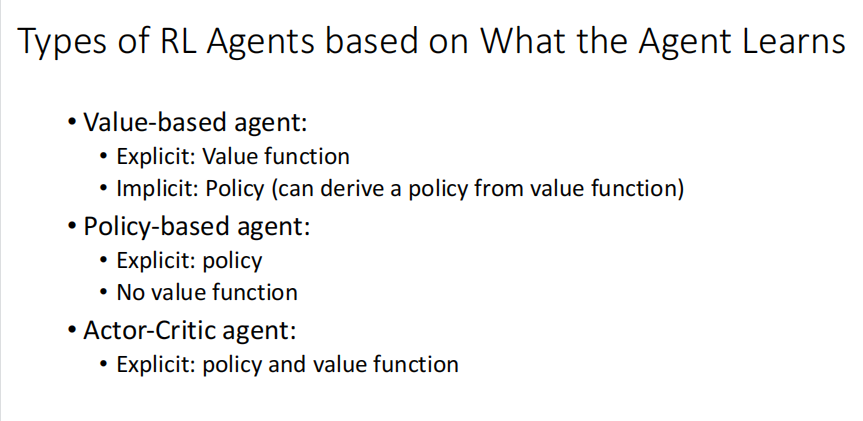 Types of RL Agents based on What the Agent Learns
• Value-based agent:
• Explicit: Value function
• Implicit: Policy (can derive a policy from value function)
• Policy-based agent:
• Explicit: policy
• No value function
• Actor-Critic agent:
• Explicit: policy and value function